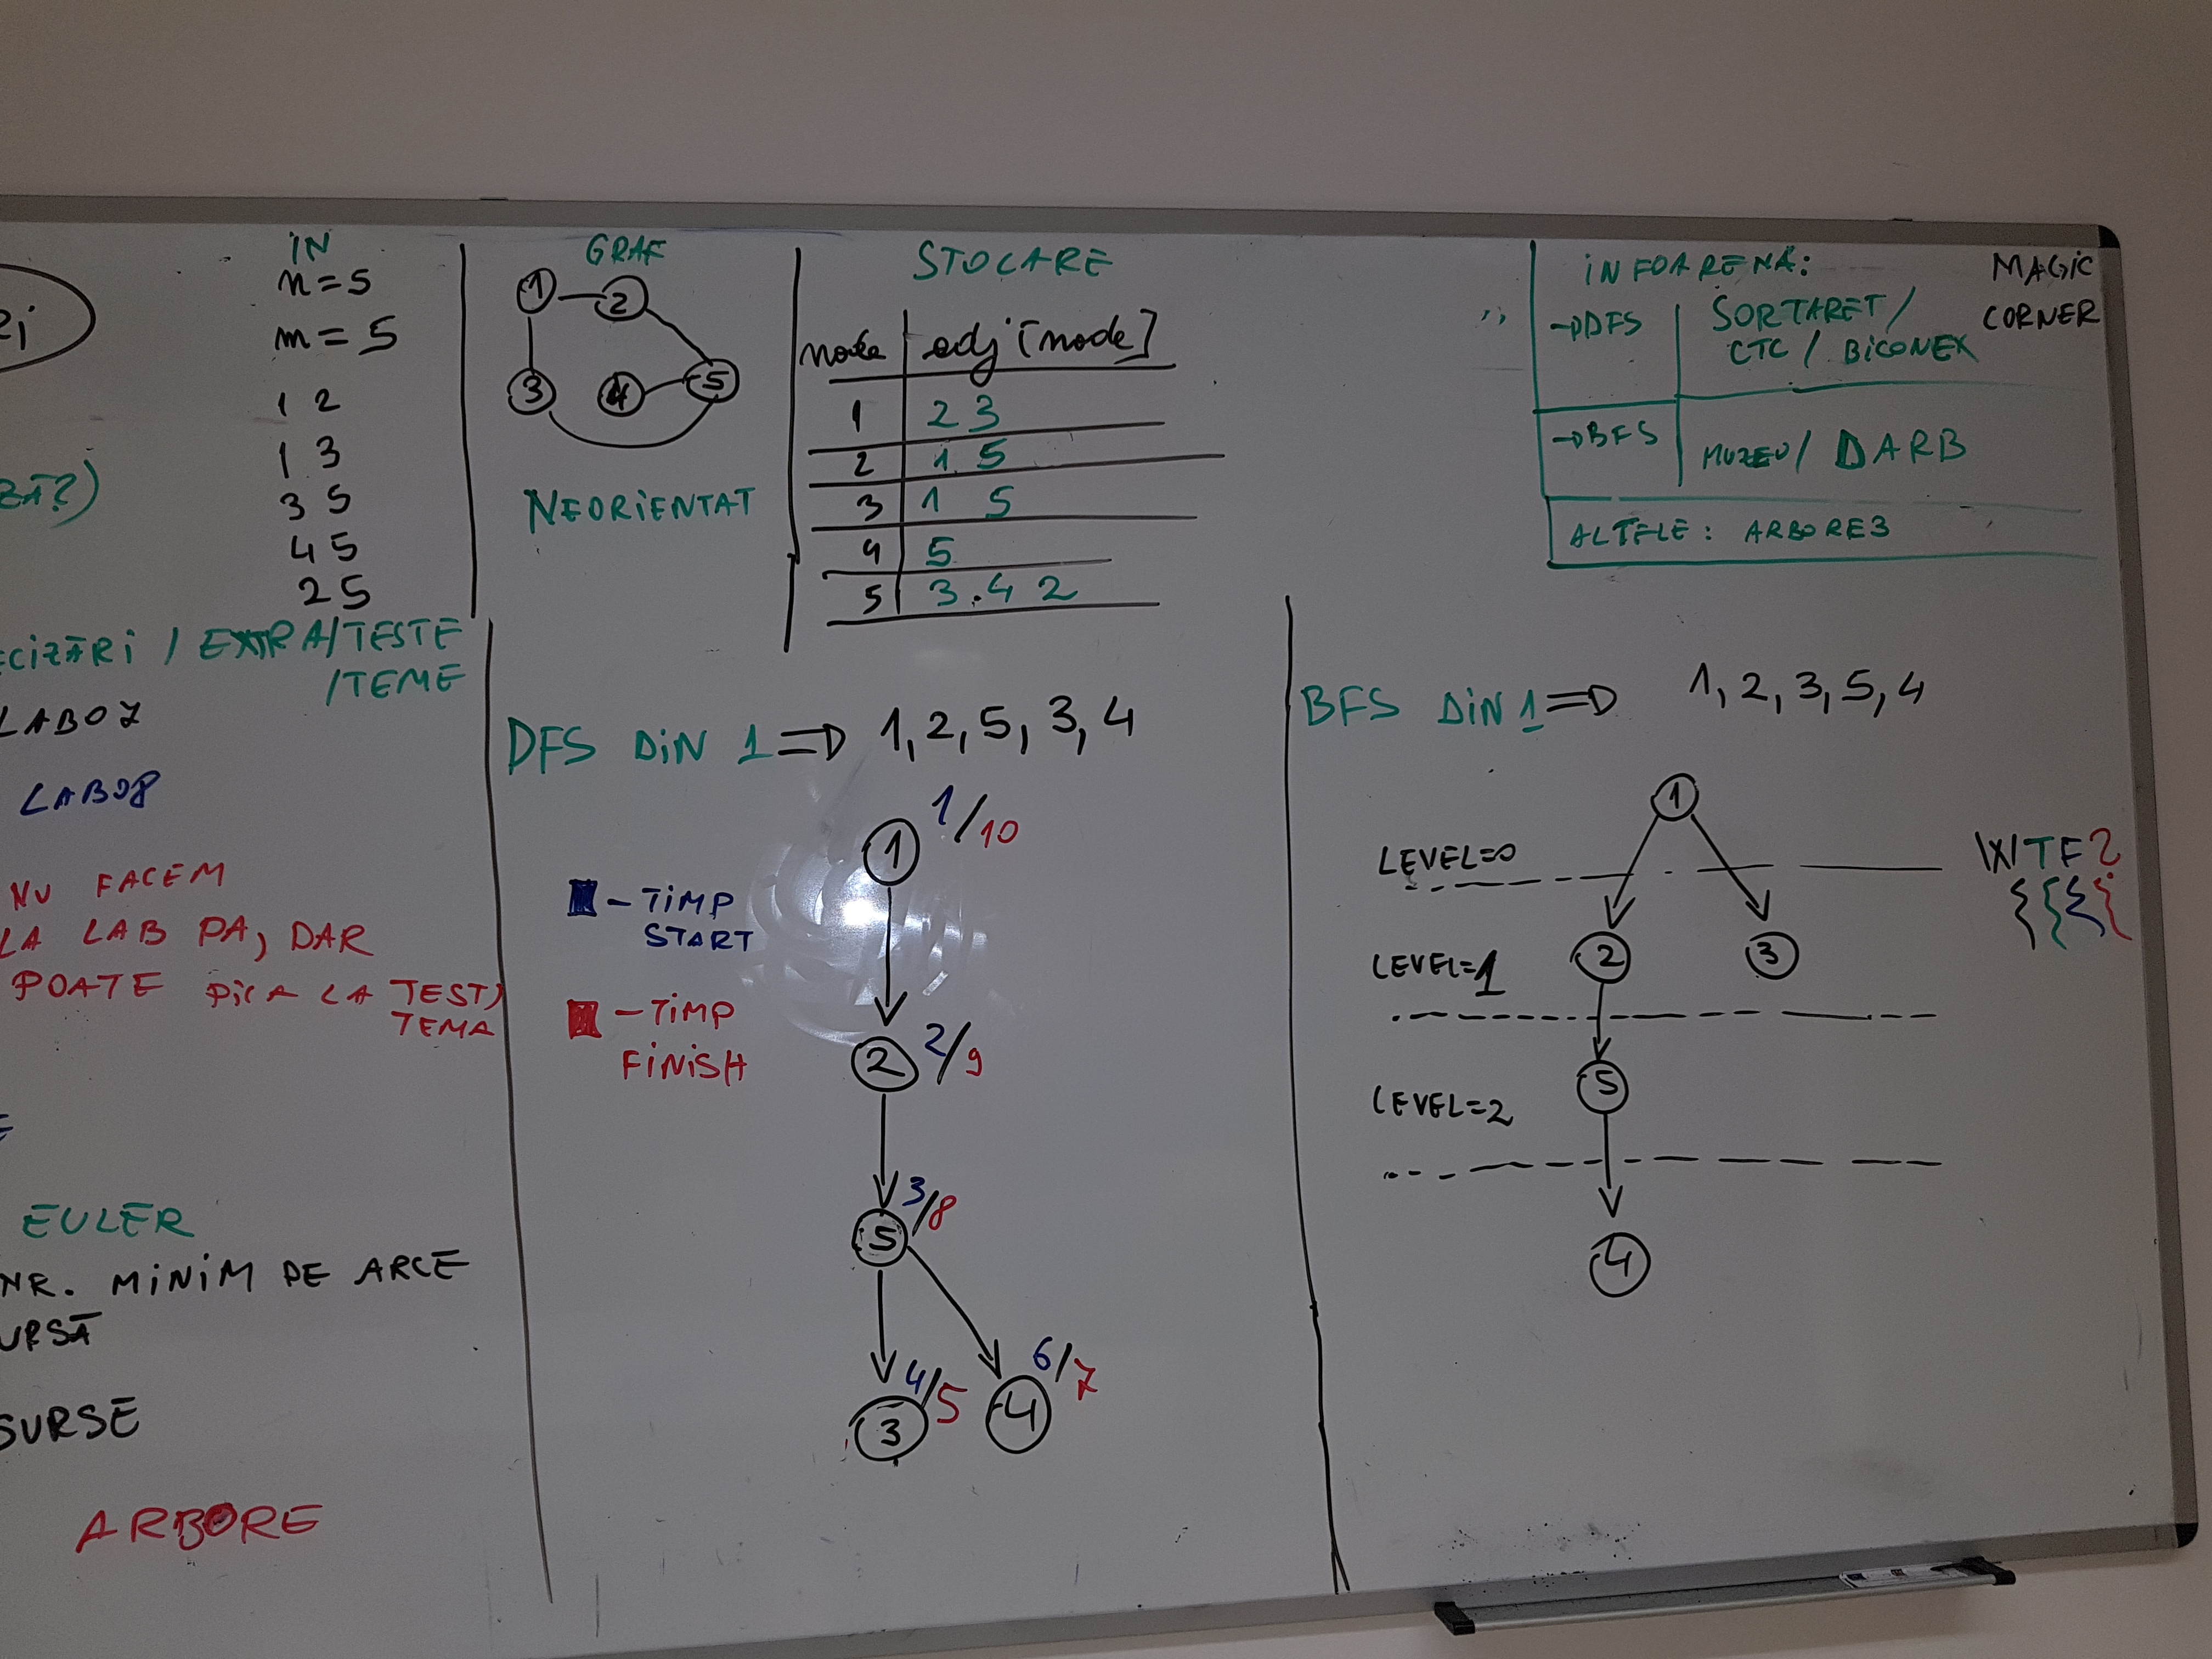 IN
n=5
m=5
1 2
1 3
3 5
4 5
2 5
/ EXTRA/TESTE
/TEME
LAB07
LAB08
NU FACEM
LA LAB PA, DAR
POATE PICA LA TEST/
TEMA
EULER
NR. MINIM DE ARCE
SURSE
ARBORE
GRAF
1 2
3 4 5
NEORIENTAT
STOCARE
node adj[node]
1 2 3
2 1 5
3 1 5
4 5
5 3 4 2
INFOARENĂ:
MAGIC
CORNER
→DFS SORTARET/
CTC / BICONEX
→BFS MUZEU/ DARB
ALTELE: ARBORE3
DFS DIN 1 => 1, 2, 5, 3, 4
- TIMP
START
- TIMP
FINISH
1 1/10
2 2/9
5 3/8
3 4/5 4 6/7
BFS DIN 1 => 1, 2, 3, 5, 4
1
LEVEL=0
WTF?
LEVEL=1 2 3
LEVEL=2 5
4